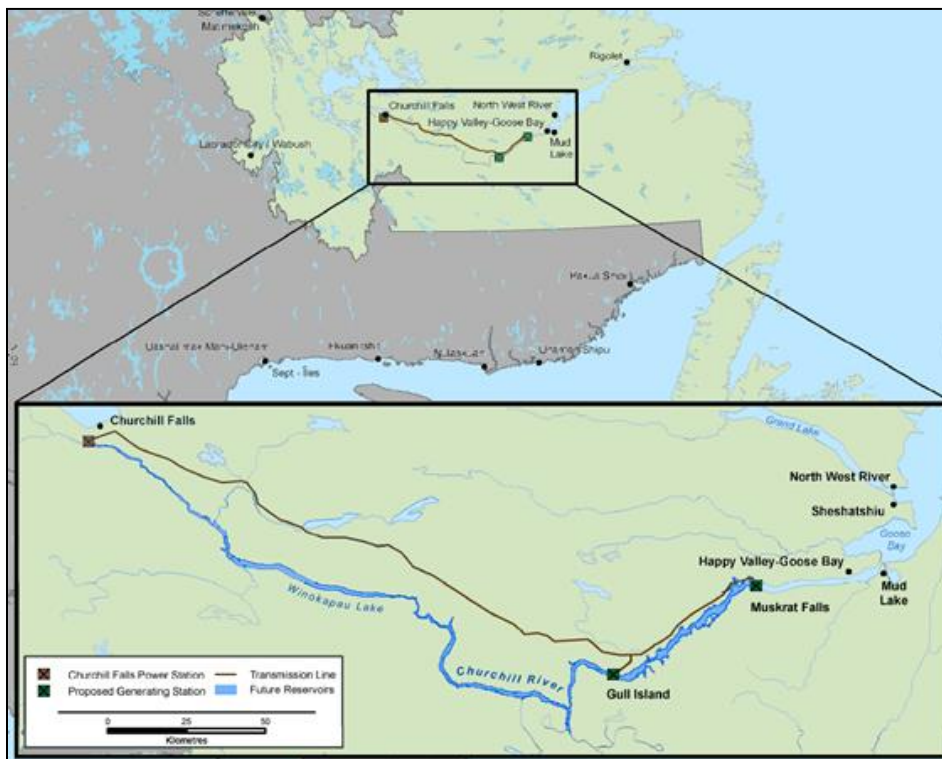 Rigolet
Churchill Falls
North West River
Happy Valley-Goose Bay
Mud
Lake
Labrador City / Wabush
Sept - Îles
Churchill Falls
Grand Lake
North West River
Sheshatshiu
Goose
Bay
Happy Valley-Goose Bay
Mud
Lake
Muskrat Falls
Winokapau Lake
Churchill River
Gull Island
Churchill Falls Power Station
Transmission Line
Proposed Generating Station
Future Reservoirs
0 25 50
Kilometres